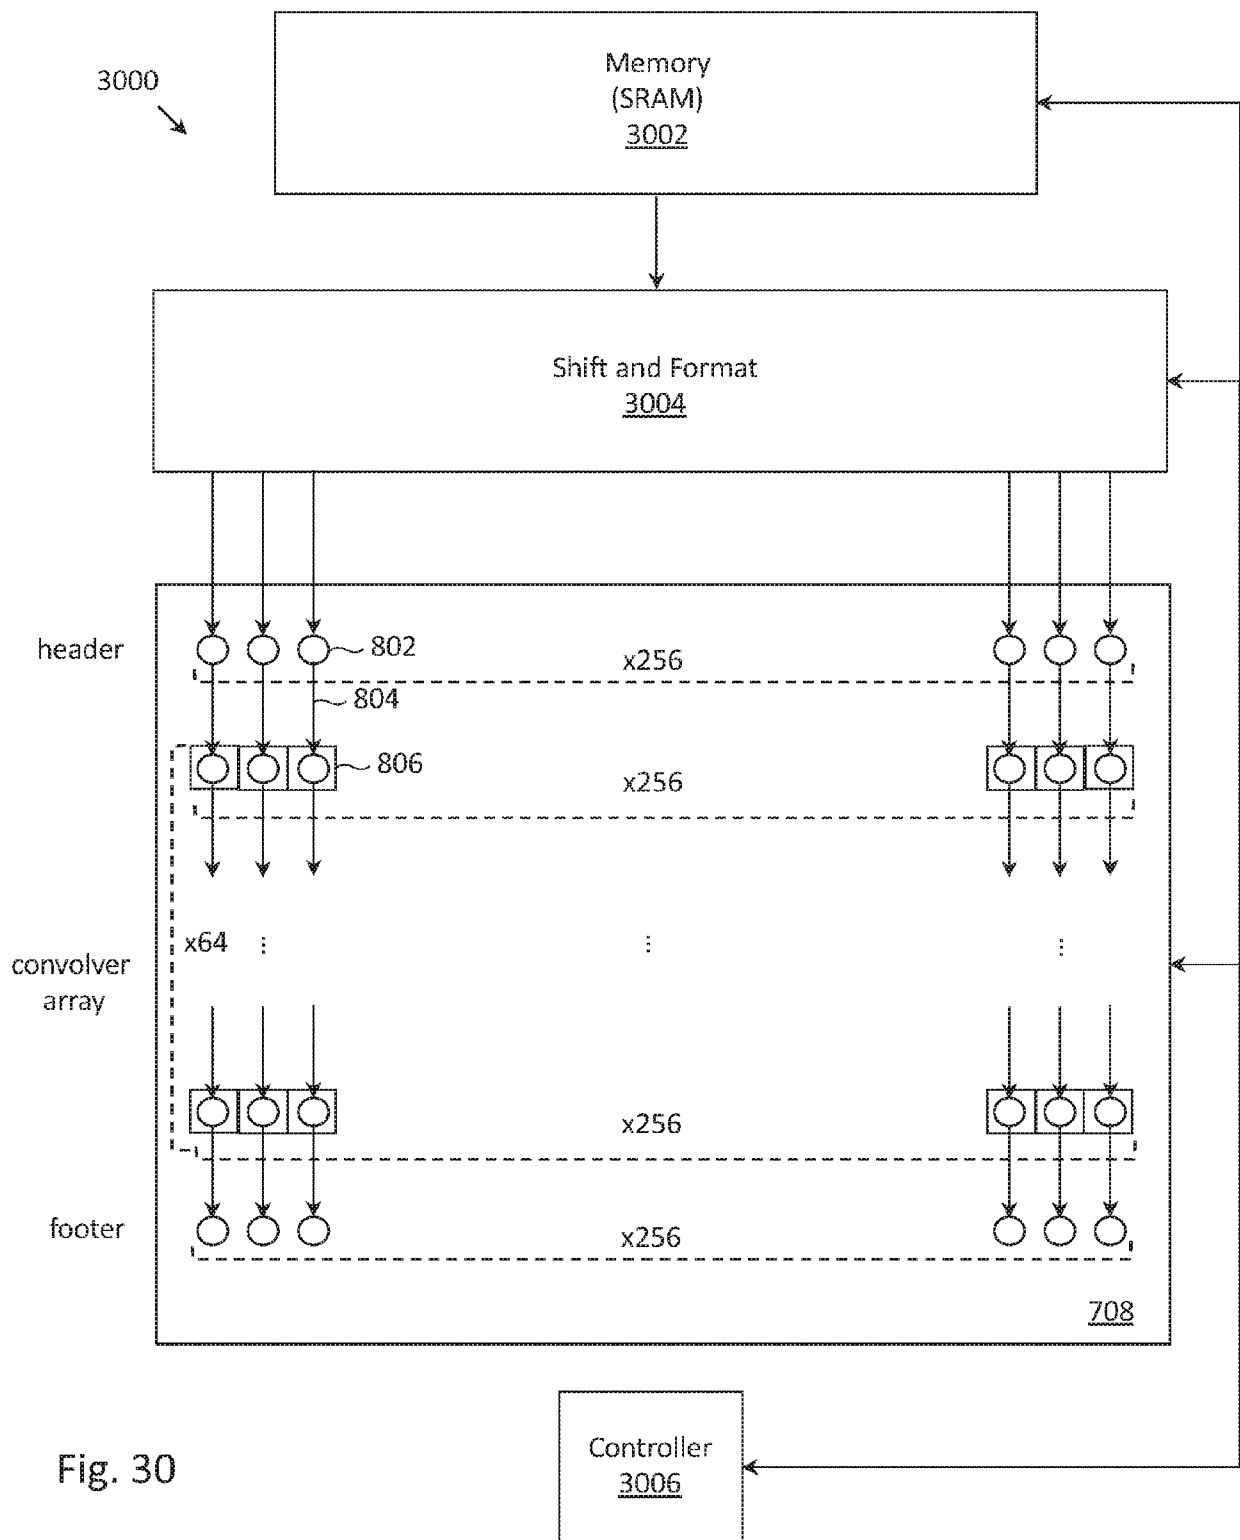 3000
Memory
(SRAM)
3002
Shift and Format
3004
header
802
x256
804
806
x256
x64
...
...
...
convolver
array
x256
footer
x256
708
Controller
3006
Fig. 30